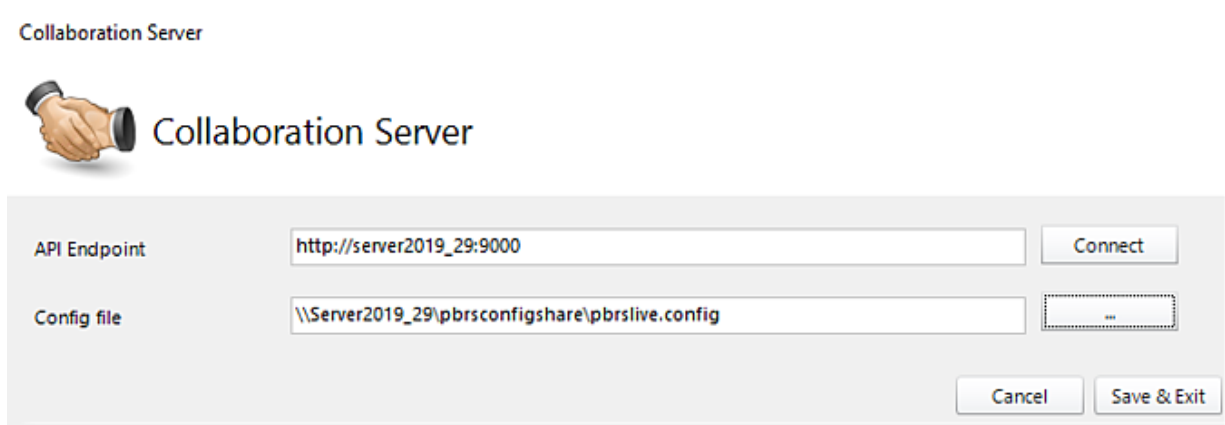 Collaboration Server
Collaboration Server
API Endpoint http://server2019_29:9000 Connect
Config file \\Server2019_29\pbrsconfigshare\pbrslive.config ...
Cancel Save & Exit